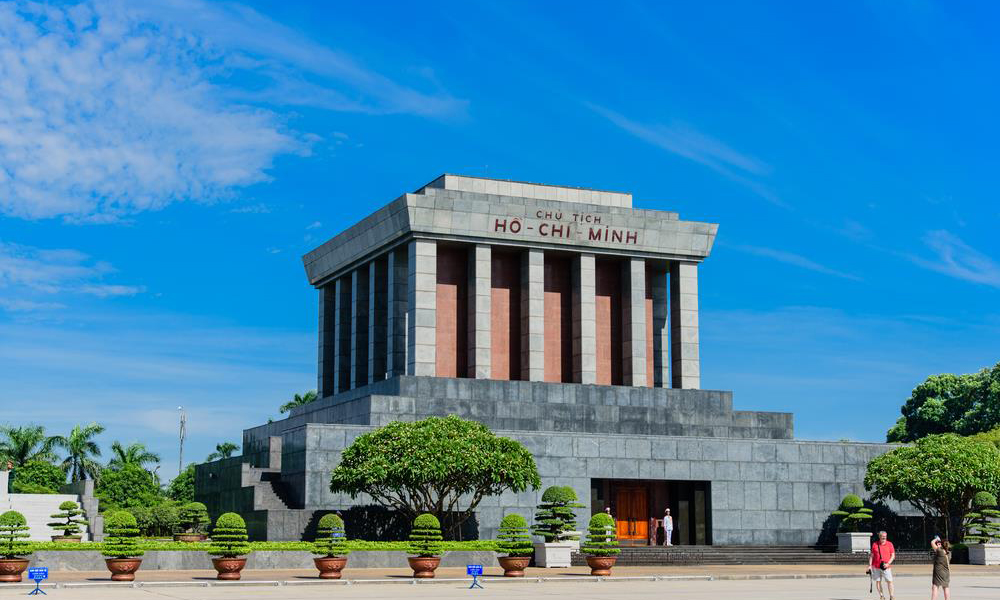 CHỦ TỊCH
HỒ - CHÍ - MINH